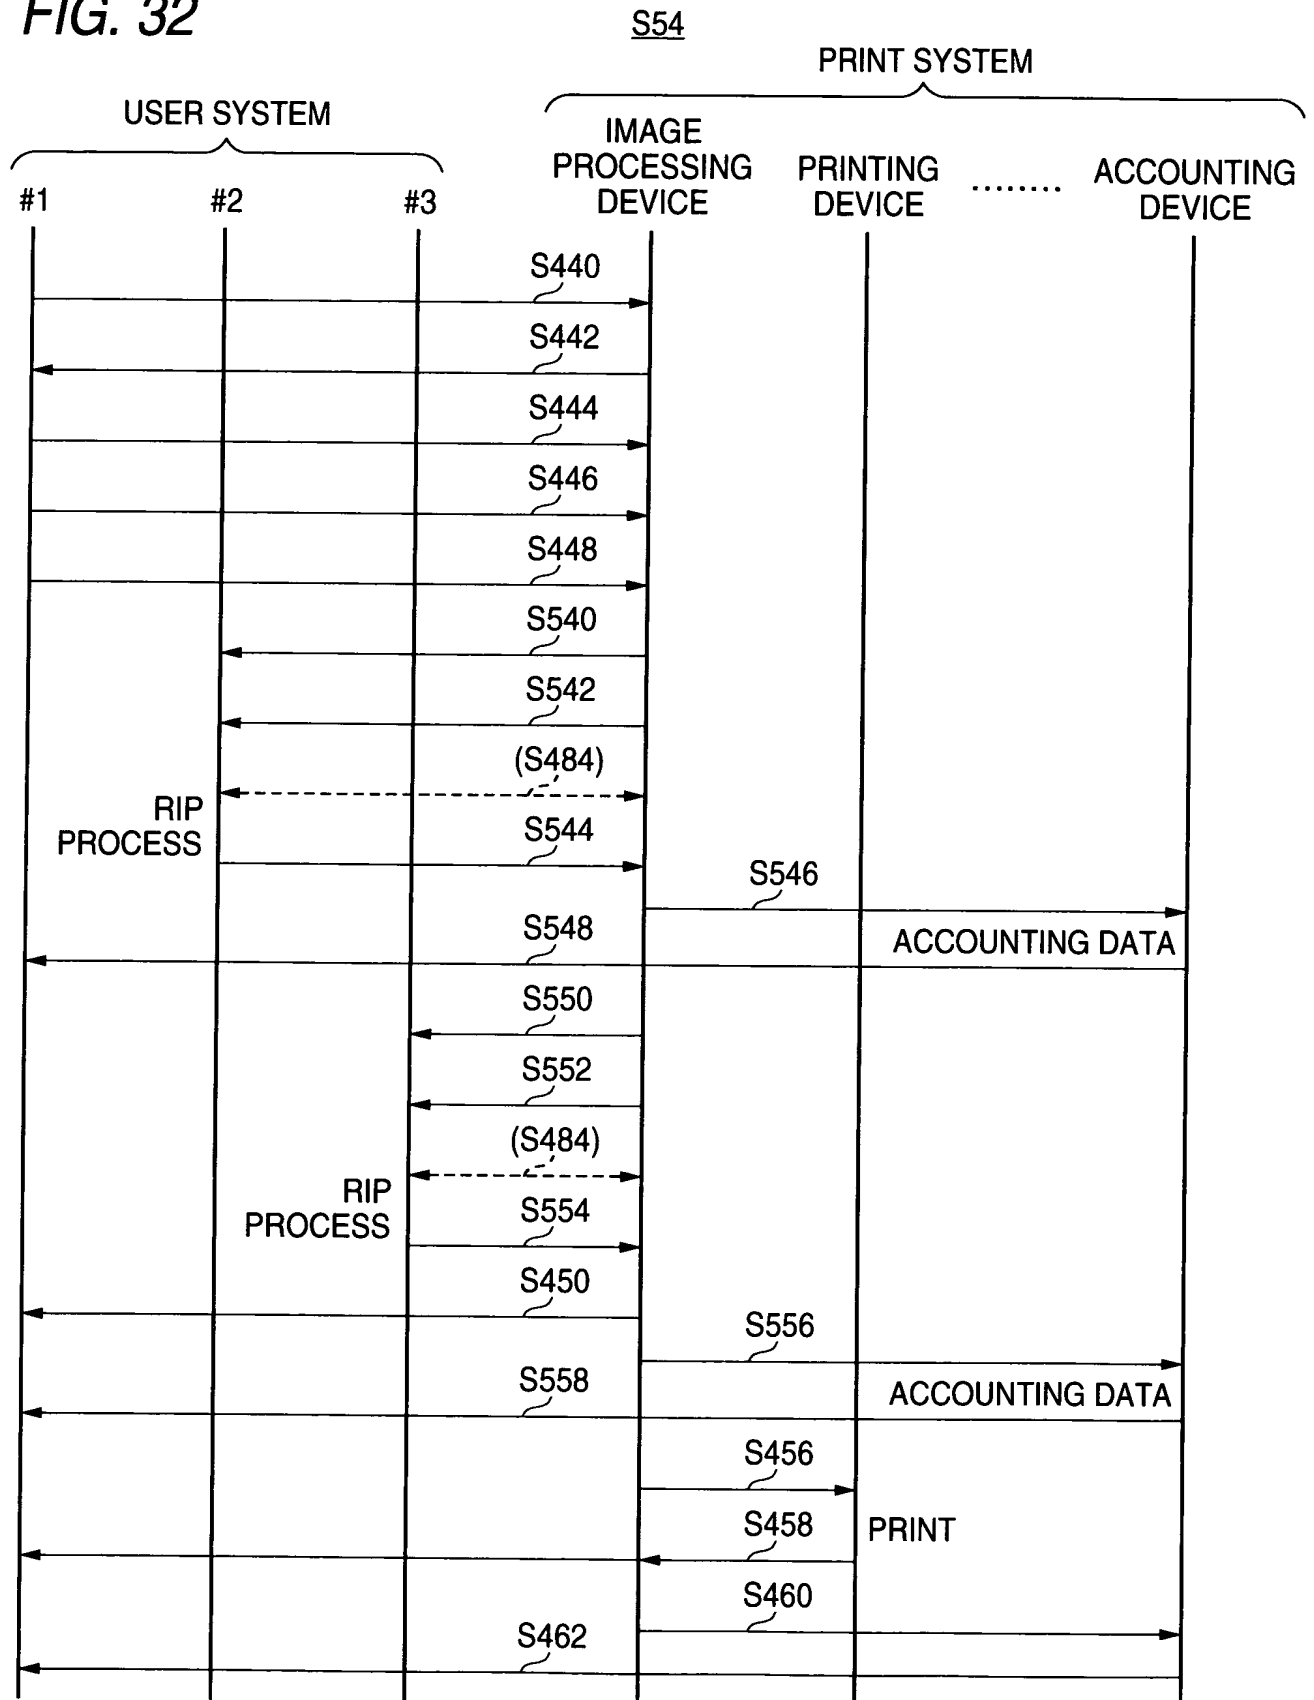 FIG. 32
S54
PRINT SYSTEM
USER SYSTEM
IMAGE
PROCESSING
DEVICE
PRINTING
DEVICE
........
ACCOUNTING
DEVICE
#1
#2
#3
S440
S442
S444
S446
S448
S540
S542
(S484)
RIP
PROCESS
S544
S546
S548
ACCOUNTING DATA
S550
S552
(S484)
RIP
PROCESS
S554
S450
S556
S558
ACCOUNTING DATA
S456
S458
PRINT
S460
S462